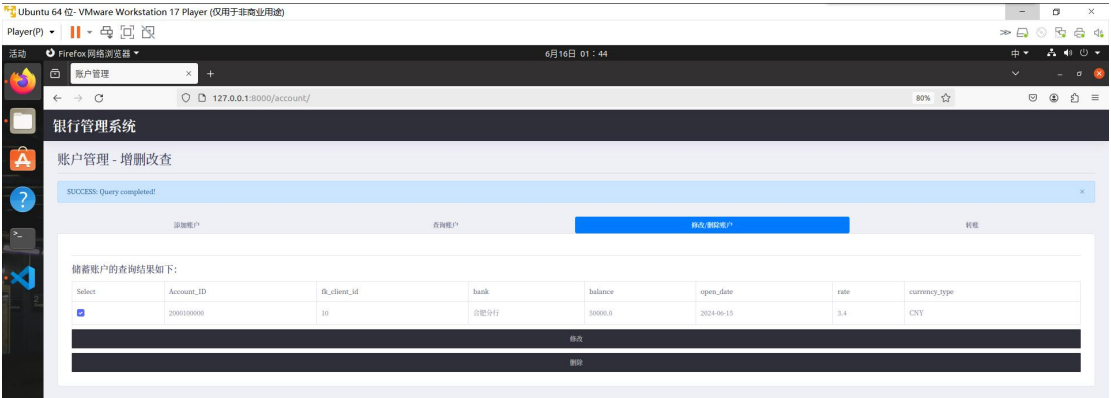 Ubuntu 64 位- VMware Workstation 17 Player (仅用于非商业用途)
Player(P)
活动 Firefox 网络浏览器 6月16日 01：44 中
账户管理
127.0.0.1:8000/account/ 80%
银行管理系统
账户管理 - 增删改查
SUCCESS: Query completed!
添加账户 查询账户 修改/删除账户 转账
储蓄账户的查询结果如下：
Select Account_ID fk_client_id bank balance open_date rate currency_type
2000100000 10 合肥分行 50000.0 2024-06-15 3.4 CNY
修改
删除